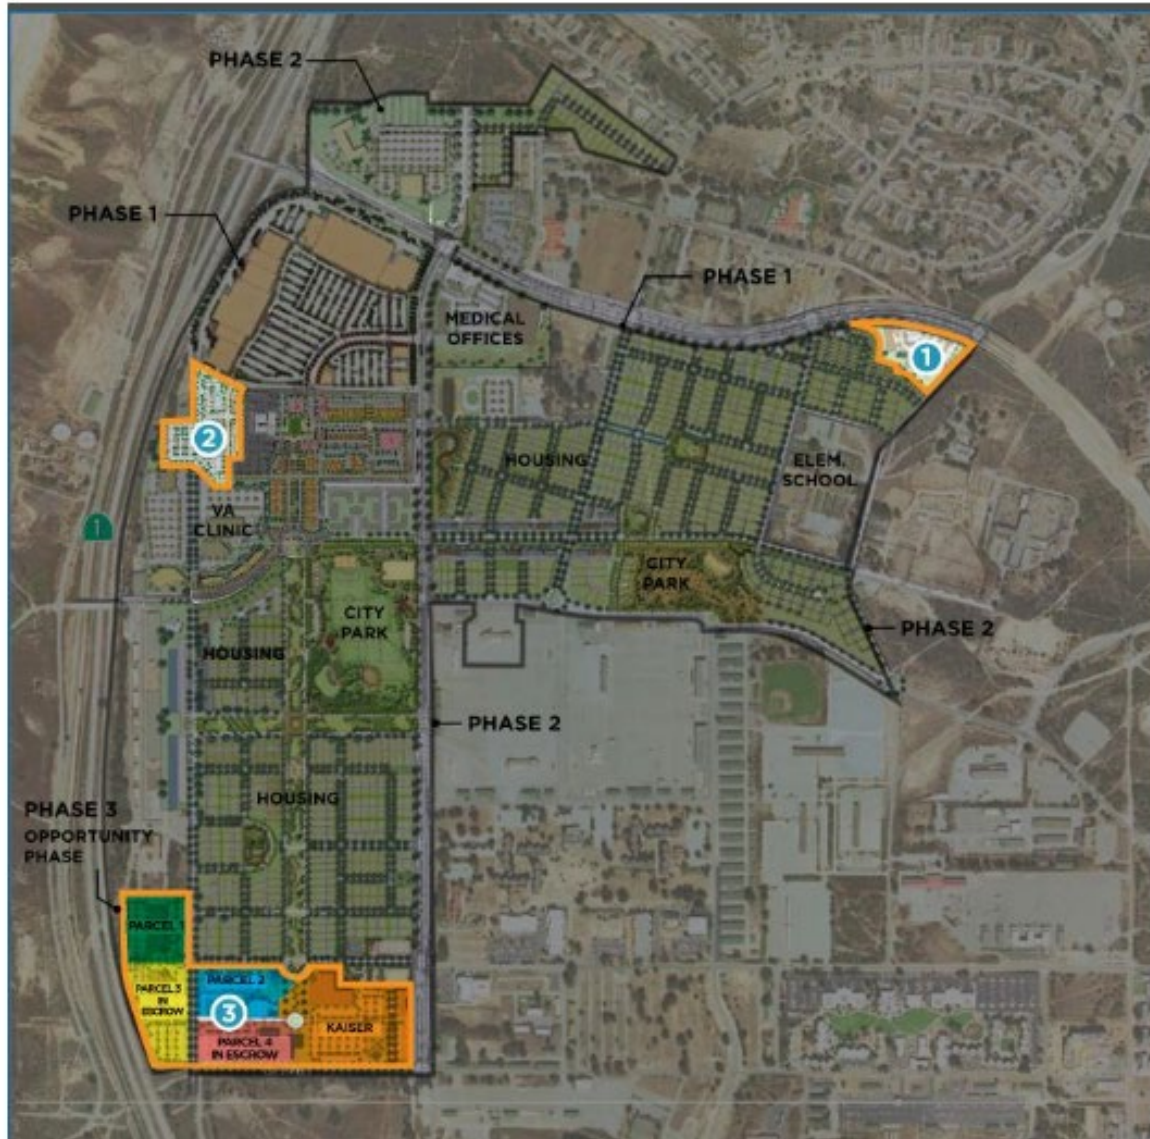 PHASE 2
PHASE 1
PHASE 1
MEDICAL
OFFICES
1
2
HOUSING
ELEM.
SCHOOL
VA
CLINIC
1
CITY
PARK
CITY
PARK
HOUSING
PHASE 2
PHASE 2
HOUSING
PHASE 3
OPPORTUNITY
PHASE
PARCEL 1
PARCEL 3
IN
ESCROW
PARCEL 2
3
KAISER
PARCEL 4
IN ESCROW